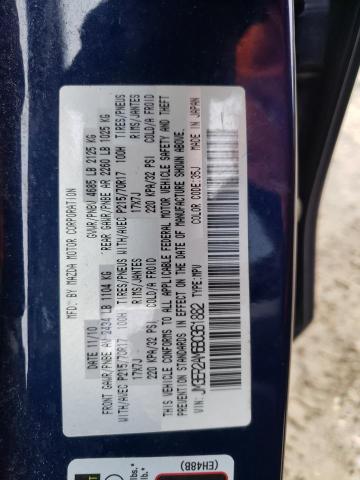 MFD. BY MAZDA MOTOR CORPORATION
11/10 GVWR/PNBV 4685 LB 2125 KG
FRONT GAWR/PNBE AV 2434 LB 1104 KG REAR GAWR/PNBE AR 2260 LB 1025 KG
WITH/AVEC P215/70R17 100H TIRES/PNEUS WITH/AVEC P215/70R17 100H TIRES/PNEUS
17X7J RIMS/JANTES 17X7J RIMS/JANTES
220 KPA/32 PSI COLD/A FROID 220 KPA/32 PSI COLD/A FROID
THIS VEHICLE CONFORMS TO ALL APPLICABLE FEDERAL MOTOR VEHICLE SAFETY AND THEFT
PREVENTION STANDARDS IN EFFECT ON THE DATE OF MANUFACTURE SHOWN ABOVE.
VIN: TYPE:MPV COLOR CODE:35J MADE IN JAPAN
(EH48B)
lbs.*